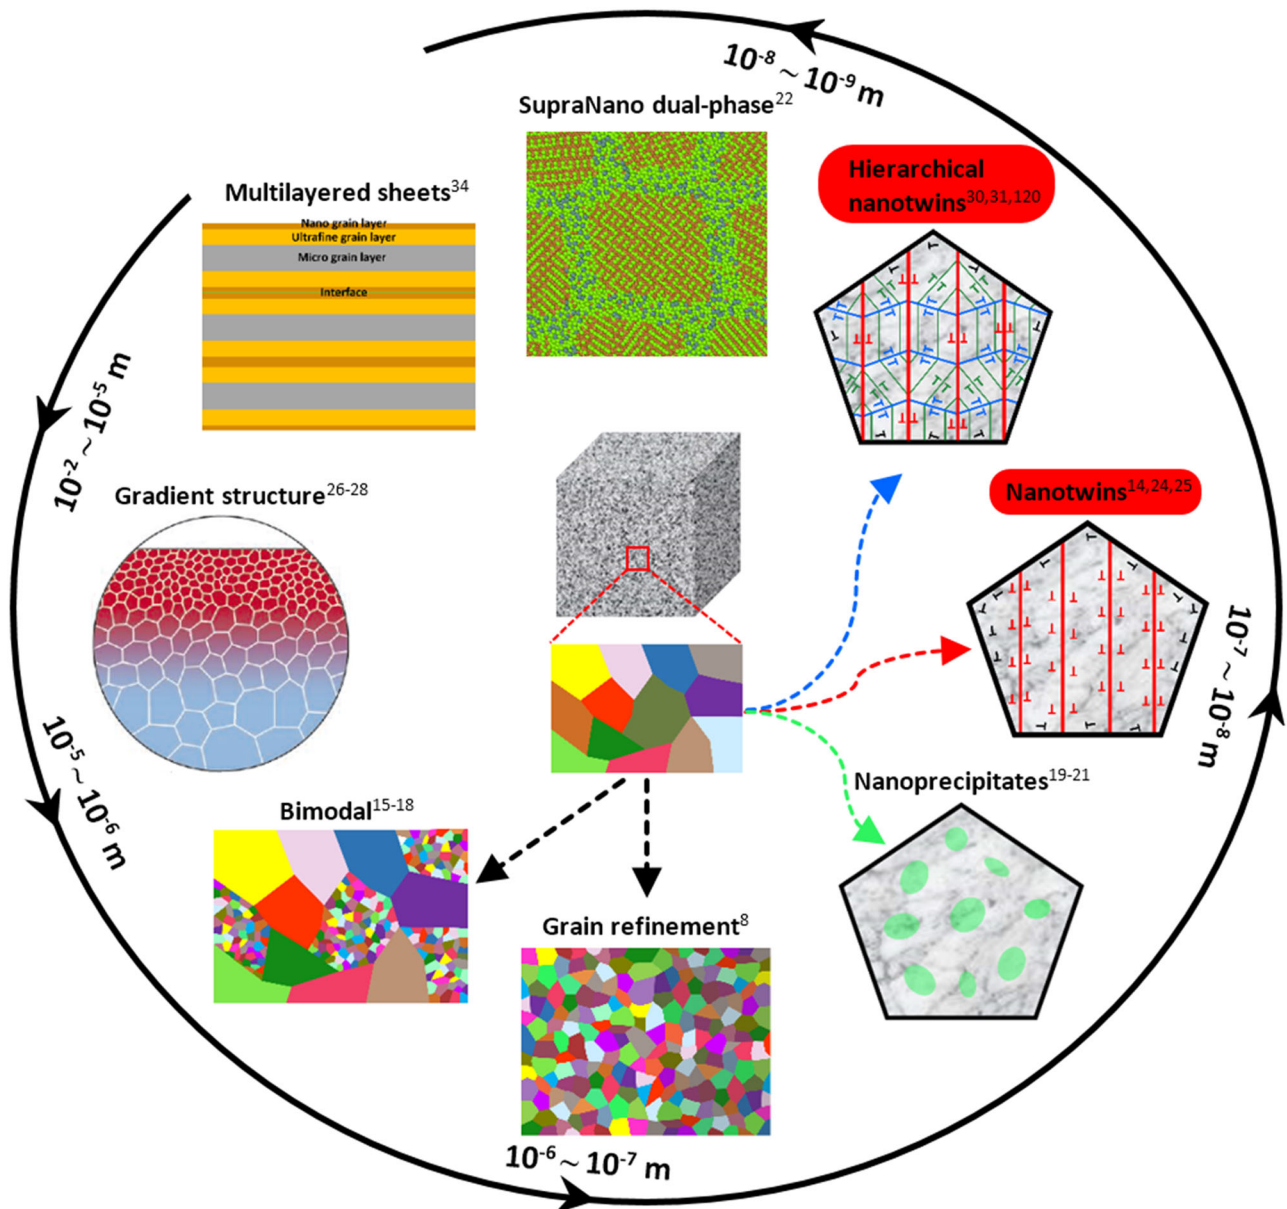 10⁻⁸ ~ 10⁻⁹ m
SupraNano dual-phase²²
Hierarchical
nanotwins³⁰,³¹,¹²⁰
Multilayered sheets³⁴
Nano grain layer
Ultrafine grain layer
Micro grain layer
Interface
10⁻² ~ 10⁻⁵ m
Gradient structure²⁶⁻²⁸
Nanotwins¹⁴,²⁴,²⁵
10⁻⁷ ~ 10⁻⁸ m
10⁻⁵ ~ 10⁻⁶ m
Nanoprecipitates¹⁹⁻²¹
Bimodal¹⁵⁻¹⁸
Grain refinement⁸
10⁻⁶ ~ 10⁻⁷ m